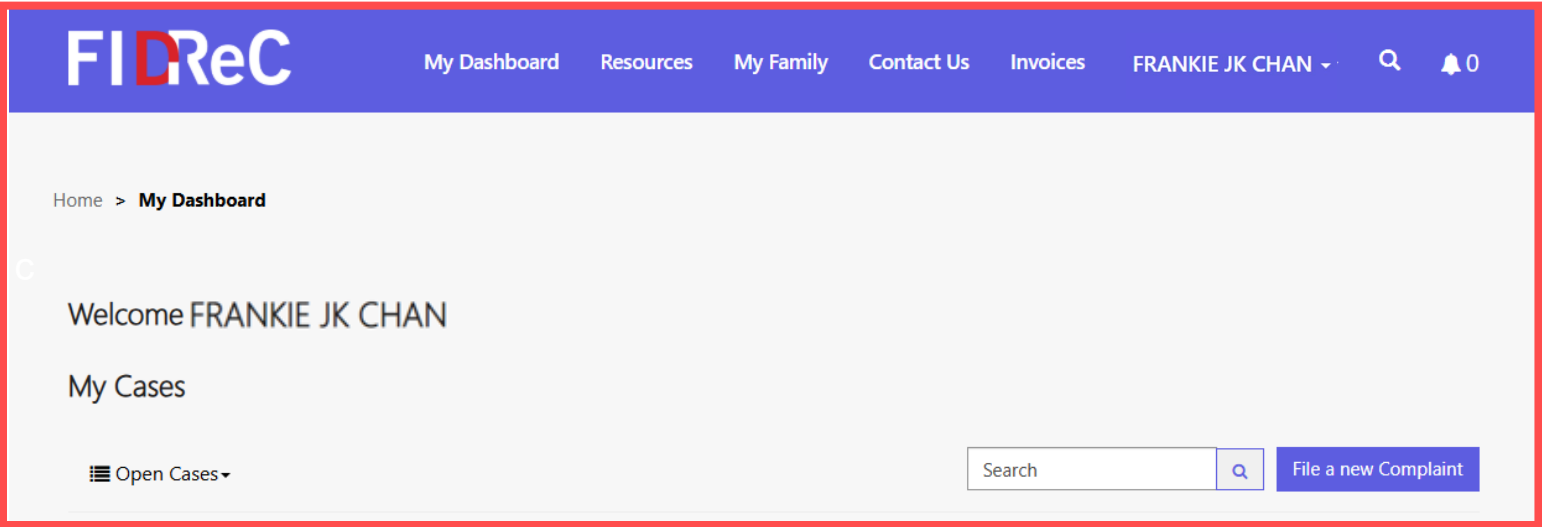 FIDReC My Dashboard Resources My Family Contact Us Invoices FRANKIE JK CHAN 0
Home > My Dashboard
C
Welcome FRANKIE JK CHAN
My Cases
Open Cases Search File a new Complaint